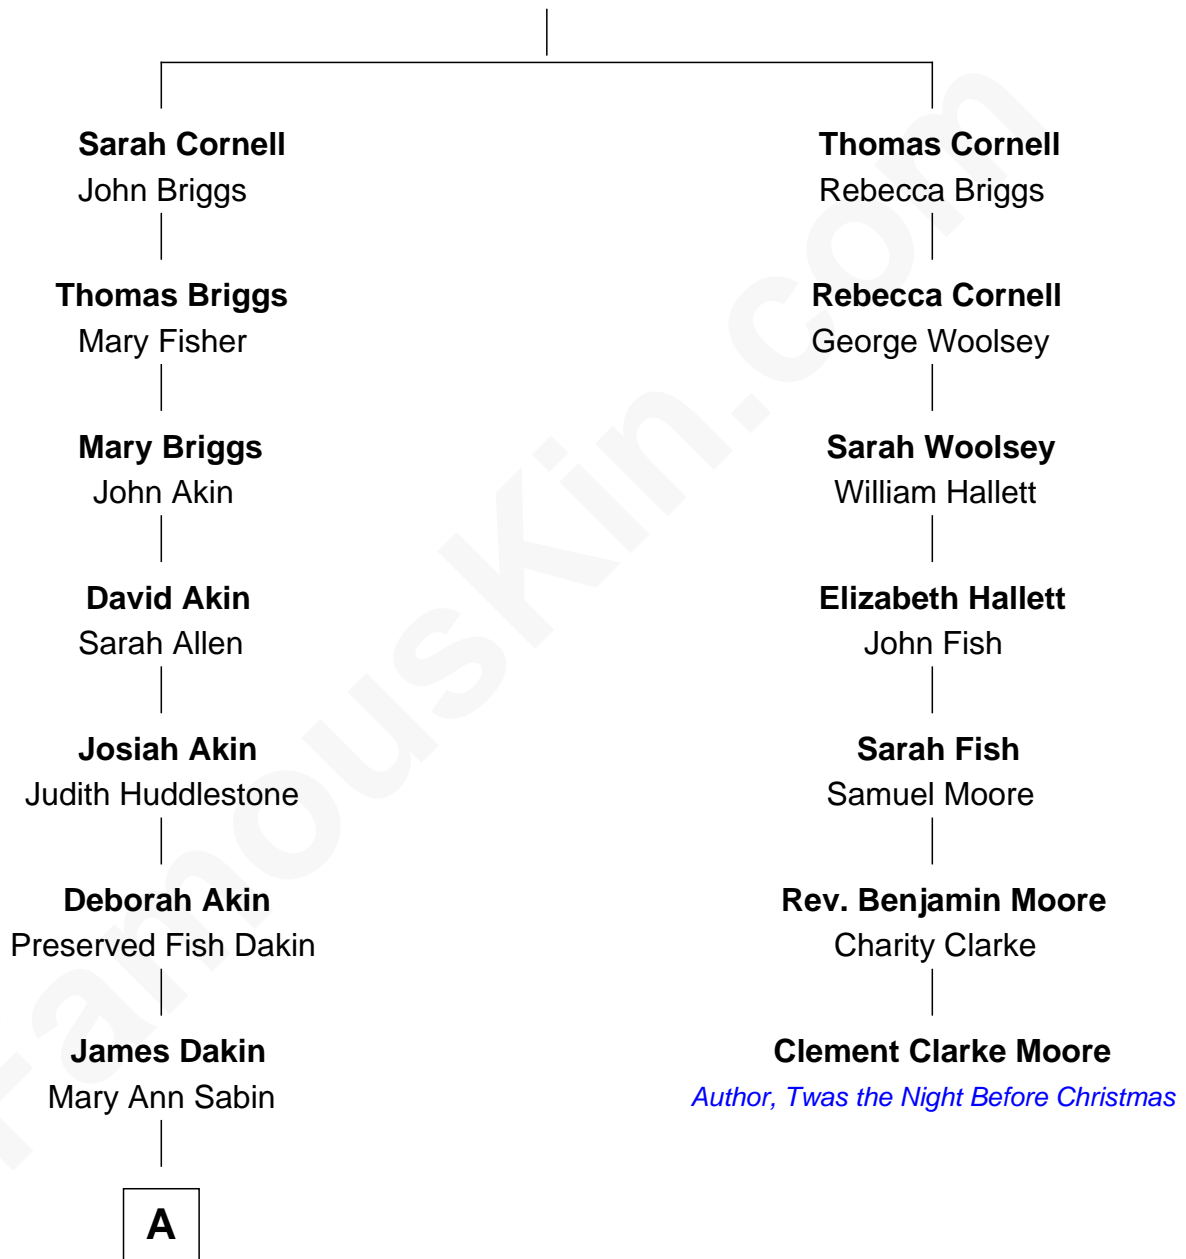 Sarah Cornell
John Briggs
Thomas Briggs
Mary Fisher
Mary Briggs
John Akin
David Akin
Sarah Allen
Josiah Akin
Judith Huddlestone
Deborah Akin
Preserved Fish Dakin
James Dakin
Mary Ann Sabin
A
Thomas Cornell
Rebecca Briggs
Rebecca Cornell
George Woolsey
Sarah Woolsey
William Hallett
Elizabeth Hallett
John Fish
Sarah Fish
Samuel Moore
Rev. Benjamin Moore
Charity Clarke
Clement Clarke Moore
Author, Twas the Night Before Christmas
FamousKin.com